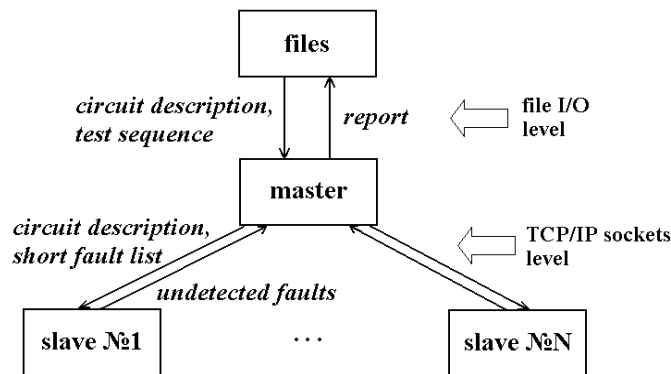 files
circuit description,
test sequence
report
file I/O
level
master
circuit description,
short fault list
TCP/IP sockets
level
undetected faults
slave №1
...
slave №N